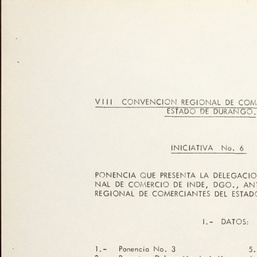 VIII CONVENCION REGIONAL DE COM
ESTADO DE DURANGO.
INICIATIVA No. 6
PONENCIA QUE PRESENTA LA DELEGACIO
NAL DE COMERCIO DE INDE, DGO., AN
REGIONAL DE COMERCIANTES DEL ESTAD
I.- DATOS:
1.- Ponencia No. 3 5.